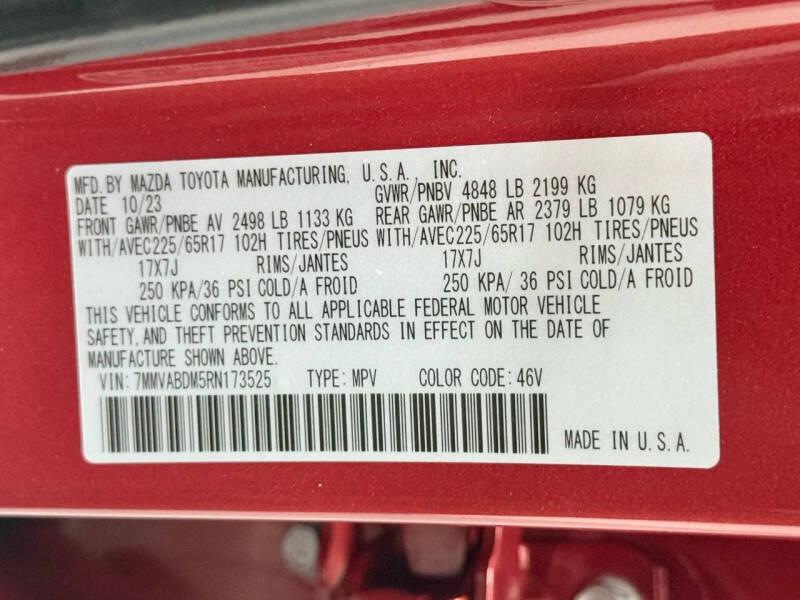 MFD. BY MAZDA TOYOTA MANUFACTURING, U.S.A., INC.
DATE 10/23 GVWR/PNBV 4848 LB 2199 KG
FRONT GAWR/PNBE AV 2498 LB 1133 KG REAR GAWR/PNBE AR 2379 LB 1079 KG
WITH/AVEC225/65R17 102H TIRES/PNEUS WITH/AVEC225/65R17 102H TIRES/PNEUS
17X7J RIMS/JANTES 17X7J RIMS/JANTES
250 KPA/36 PSI COLD/A FROID 250 KPA/ 36 PSI COLD/A FROID
THIS VEHICLE CONFORMS TO ALL APPLICABLE FEDERAL MOTOR VEHICLE
SAFETY, AND THEFT PREVENTION STANDARDS IN EFFECT ON THE DATE OF
MANUFACTURE SHOWN ABOVE.
VIN: 7MMVABDM5RN173525 TYPE: MPV COLOR CODE: 46V
MADE IN U.S.A.